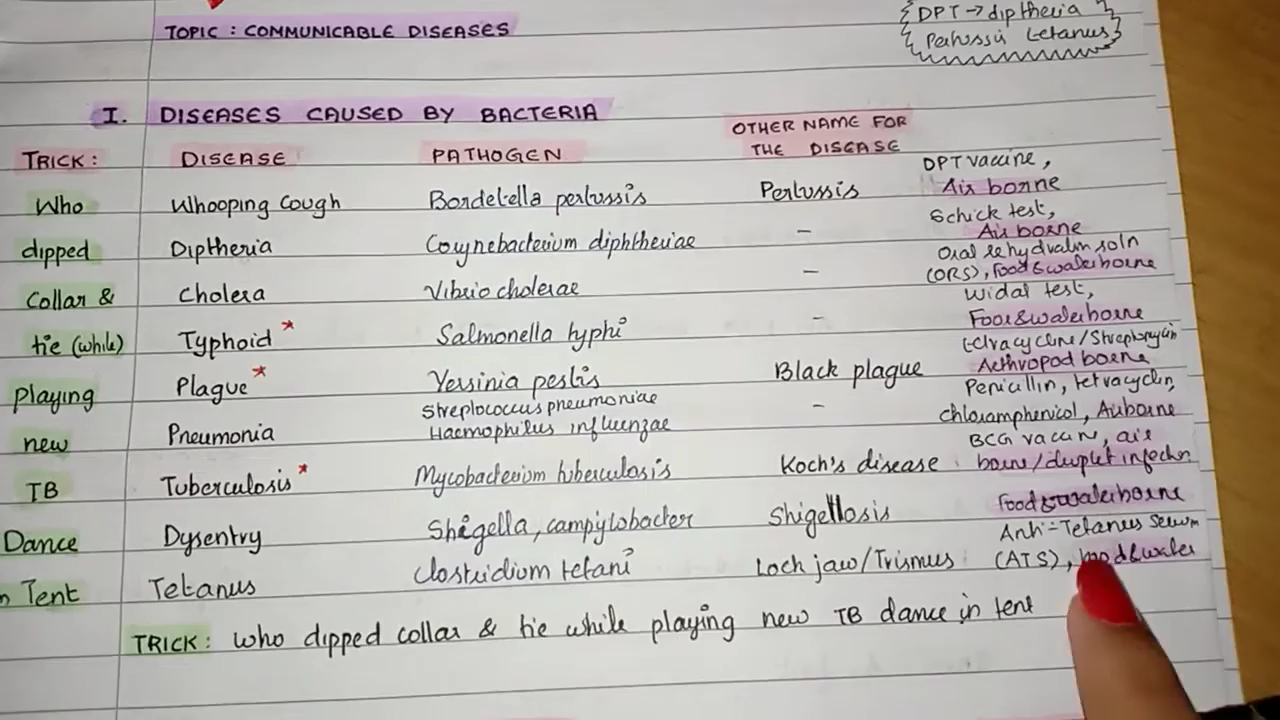 DPT → diptheria
Pertussis tetanus
TOPIC : COMMUNICABLE DISEASES
I. DISEASES CAUSED BY BACTERIA
TRICK : DISEASE PATHOGEN OTHER NAME FOR THE DISEASE
Who Whooping Cough Bordetella pertussis Pertussis DPT vaccine, Air borne
dipped Diptheria Corynebacterium diphtheriae – Schick test, Air borne
Collar & Cholera Vibrio cholerae – Oral rehydration soln (ORS), Food & water borne
tie (while) Typhoid * Salmonella typhi – Widal test, Food & water borne
Playing Plague * Yersinia pestis Black plague tetracycline/Streptomycin Arthropod borne
new Pneumonia Streptococcus pneumoniae Haemophilus influenzae – Penicillin, tetracyclin, chloramphenicol, Airborne
TB Tuberculosis * Mycobacterium tuberculosis Koch's disease BCG vaccine, air borne/droplet infection
Dance Dysentry Shigella, campylobacter Shigellosis Food & water borne
Tent Tetanus Clostridium tetani Loch jaw/Trismus Anti-Tetanus Serum (ATS), & water
TRICK : who dipped collar & tie while playing new TB dance in tent